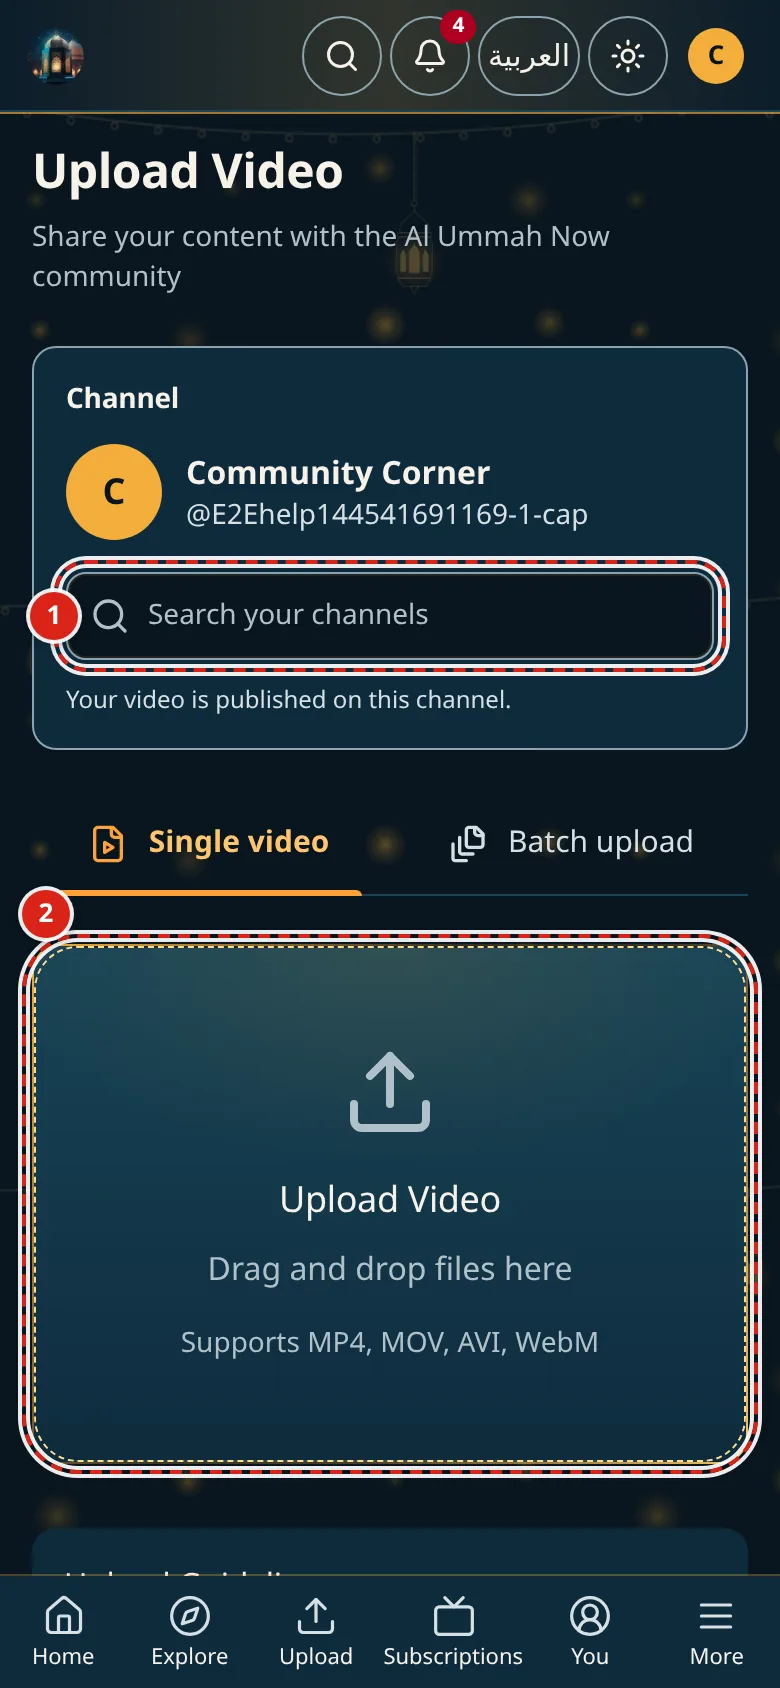 4
العربية
C
Upload Video
Share your content with the Al Ummah Now
community
Channel
C
Community Corner
@E2Ehelp144541691169-1-cap
1
Search your channels
Your video is published on this channel.
Single video
Batch upload
2
Upload Video
Drag and drop files here
Supports MP4, MOV, AVI, WebM
Home
Explore
Upload
Subscriptions
You
More